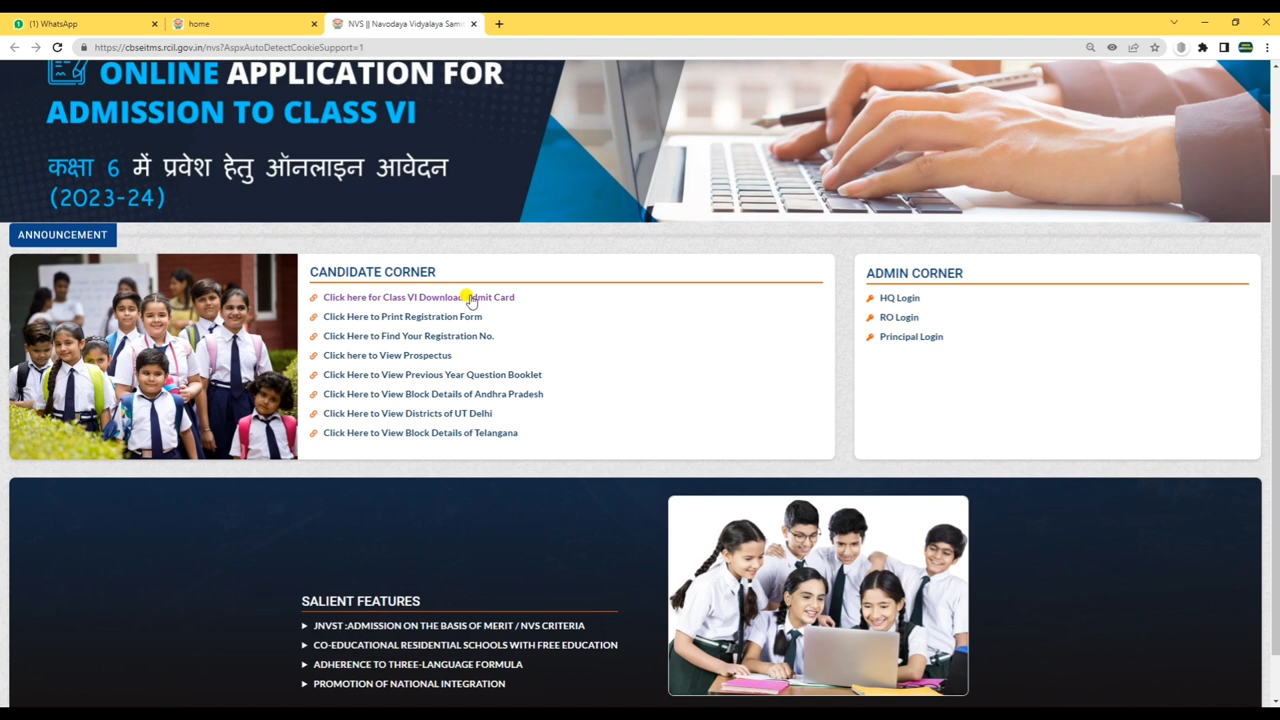 (1) WhatsApp
home
NVS || Navodaya Vidyalaya Samit
https://cbseitms.rcil.gov.in/nvs?AspxAutoDetectCookieSupport=1
ONLINE APPLICATION FOR
ADMISSION TO CLASS VI
कक्षा 6 में प्रवेश हेतु ऑनलाइन आवेदन
(2023-24)
ANNOUNCEMENT
CANDIDATE CORNER
Click here for Class VI Download Admit Card
Click Here to Print Registration Form
Click Here to Find Your Registration No.
Click here to View Prospectus
Click Here to View Previous Year Question Booklet
Click Here to View Block Details of Andhra Pradesh
Click Here to View Districts of UT Delhi
Click Here to View Block Details of Telangana
ADMIN CORNER
HQ Login
RO Login
Principal Login
SALIENT FEATURES
JNVST :ADMISSION ON THE BASIS OF MERIT / NVS CRITERIA
CO-EDUCATIONAL RESIDENTIAL SCHOOLS WITH FREE EDUCATION
ADHERENCE TO THREE-LANGUAGE FORMULA
PROMOTION OF NATIONAL INTEGRATION